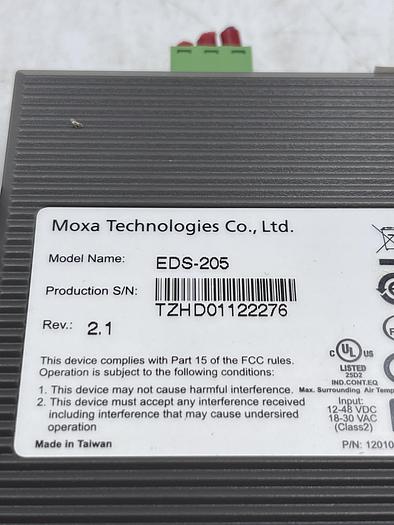 Moxa Technologies Co., Ltd.
Model Name: EDS-205
Production S/N:
TZHD01122276
Rev.: 2.1
This device complies with Part 15 of the FCC rules.
Operation is subject to the following conditions:
1. This device may not cause harmful interference.
2. This device must accept any interference received
including interference that may cause undersired
operation
Made in Taiwan
C UL US
LISTED
25D2
IND.CONT.EQ
Max. Surrounding Air Temp
Input:
12-48 VDC
18-30 VAC
(Class2)
P/N: 12010